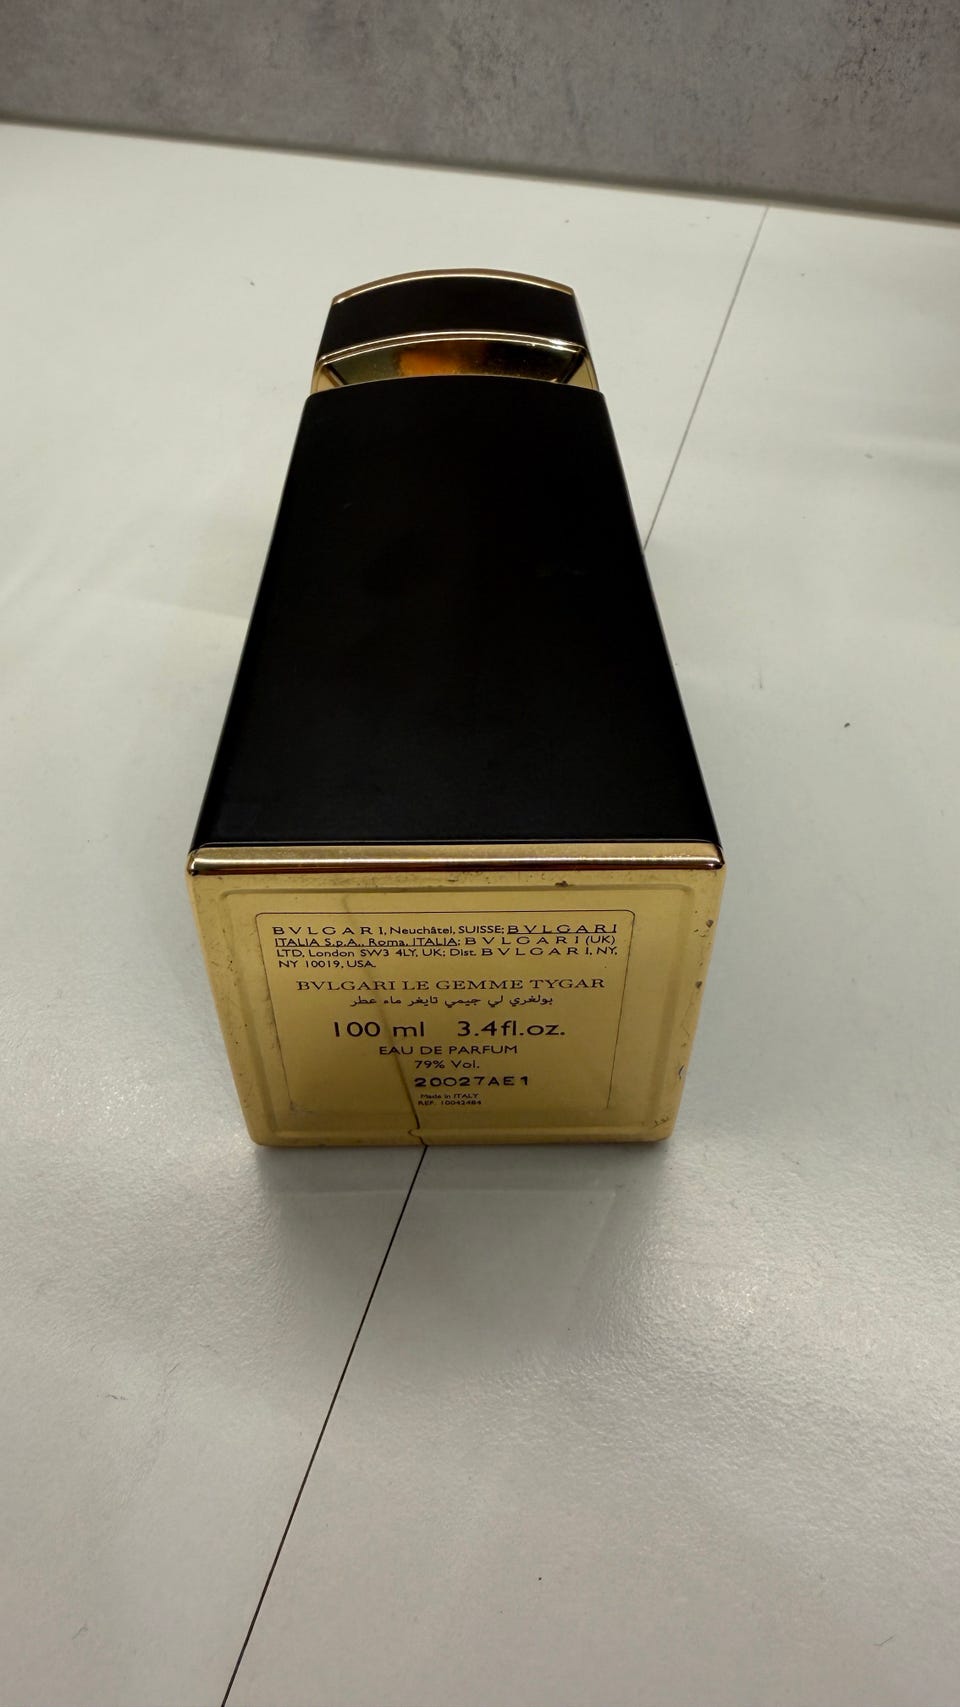 BVLGARI, Neuchâtel, SUISSE; BVLGARI
ITALIA S.p.A., Roma, ITALIA; BVLGARI (UK)
LTD, London SW3 4LY, UK; Dist. BVLGARI, NY,
NY 10019, USA.
BVLGARI LE GEMME TYGAR
بولغري لي جيمي تايغر ماء عطر
100 ml 3.4fl.oz.
EAU DE PARFUM
79% Vol.
20027AE1
Made in ITALY
REF. 10042484